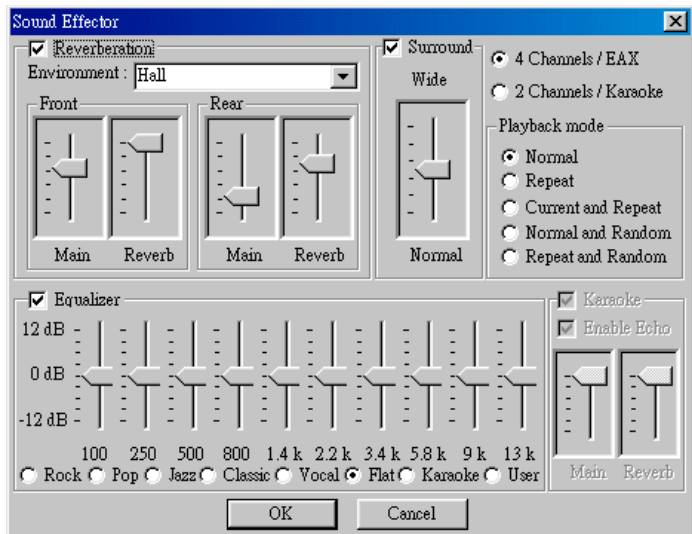 Sound Effector
Reverberation
Environment : Hall
Front
Main Reverb
Rear
Main Reverb
Surround
Wide
Normal
4 Channels / EAX
2 Channels / Karaoke
Playback mode
Normal
Repeat
Current and Repeat
Normal and Random
Repeat and Random
Equalizer
12 dB
0 dB
-12 dB
100 250 500 800 1.4 k 2.2 k 3.4 k 5.8 k 9 k 13 k
Rock Pop Jazz Classic Vocal Flat Karaoke User
Karaoke
Enable Echo
Main Reverb
OK Cancel